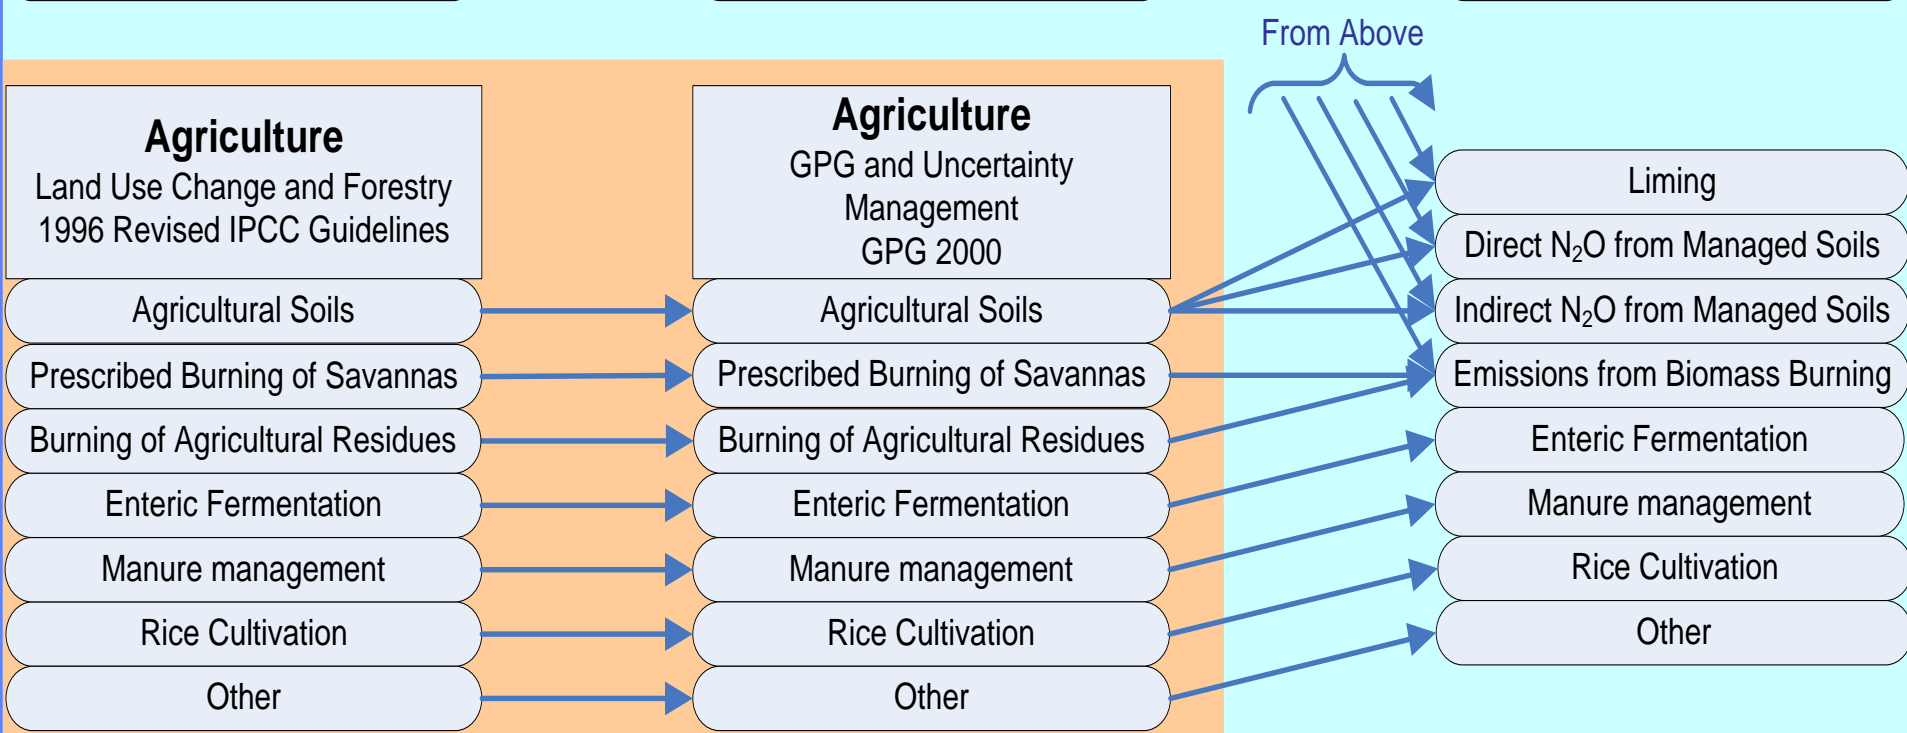 From Above
Agriculture
Land Use Change and Forestry
1996 Revised IPCC Guidelines
Agricultural Soils
Prescribed Burning of Savannas
Burning of Agricultural Residues
Enteric Fermentation
Manure management
Rice Cultivation
Other
Agriculture
GPG and Uncertainty
Management
GPG 2000
Agricultural Soils
Prescribed Burning of Savannas
Burning of Agricultural Residues
Enteric Fermentation
Manure management
Rice Cultivation
Other
Liming
Direct N₂O from Managed Soils
Indirect N₂O from Managed Soils
Emissions from Biomass Burning
Enteric Fermentation
Manure management
Rice Cultivation
Other